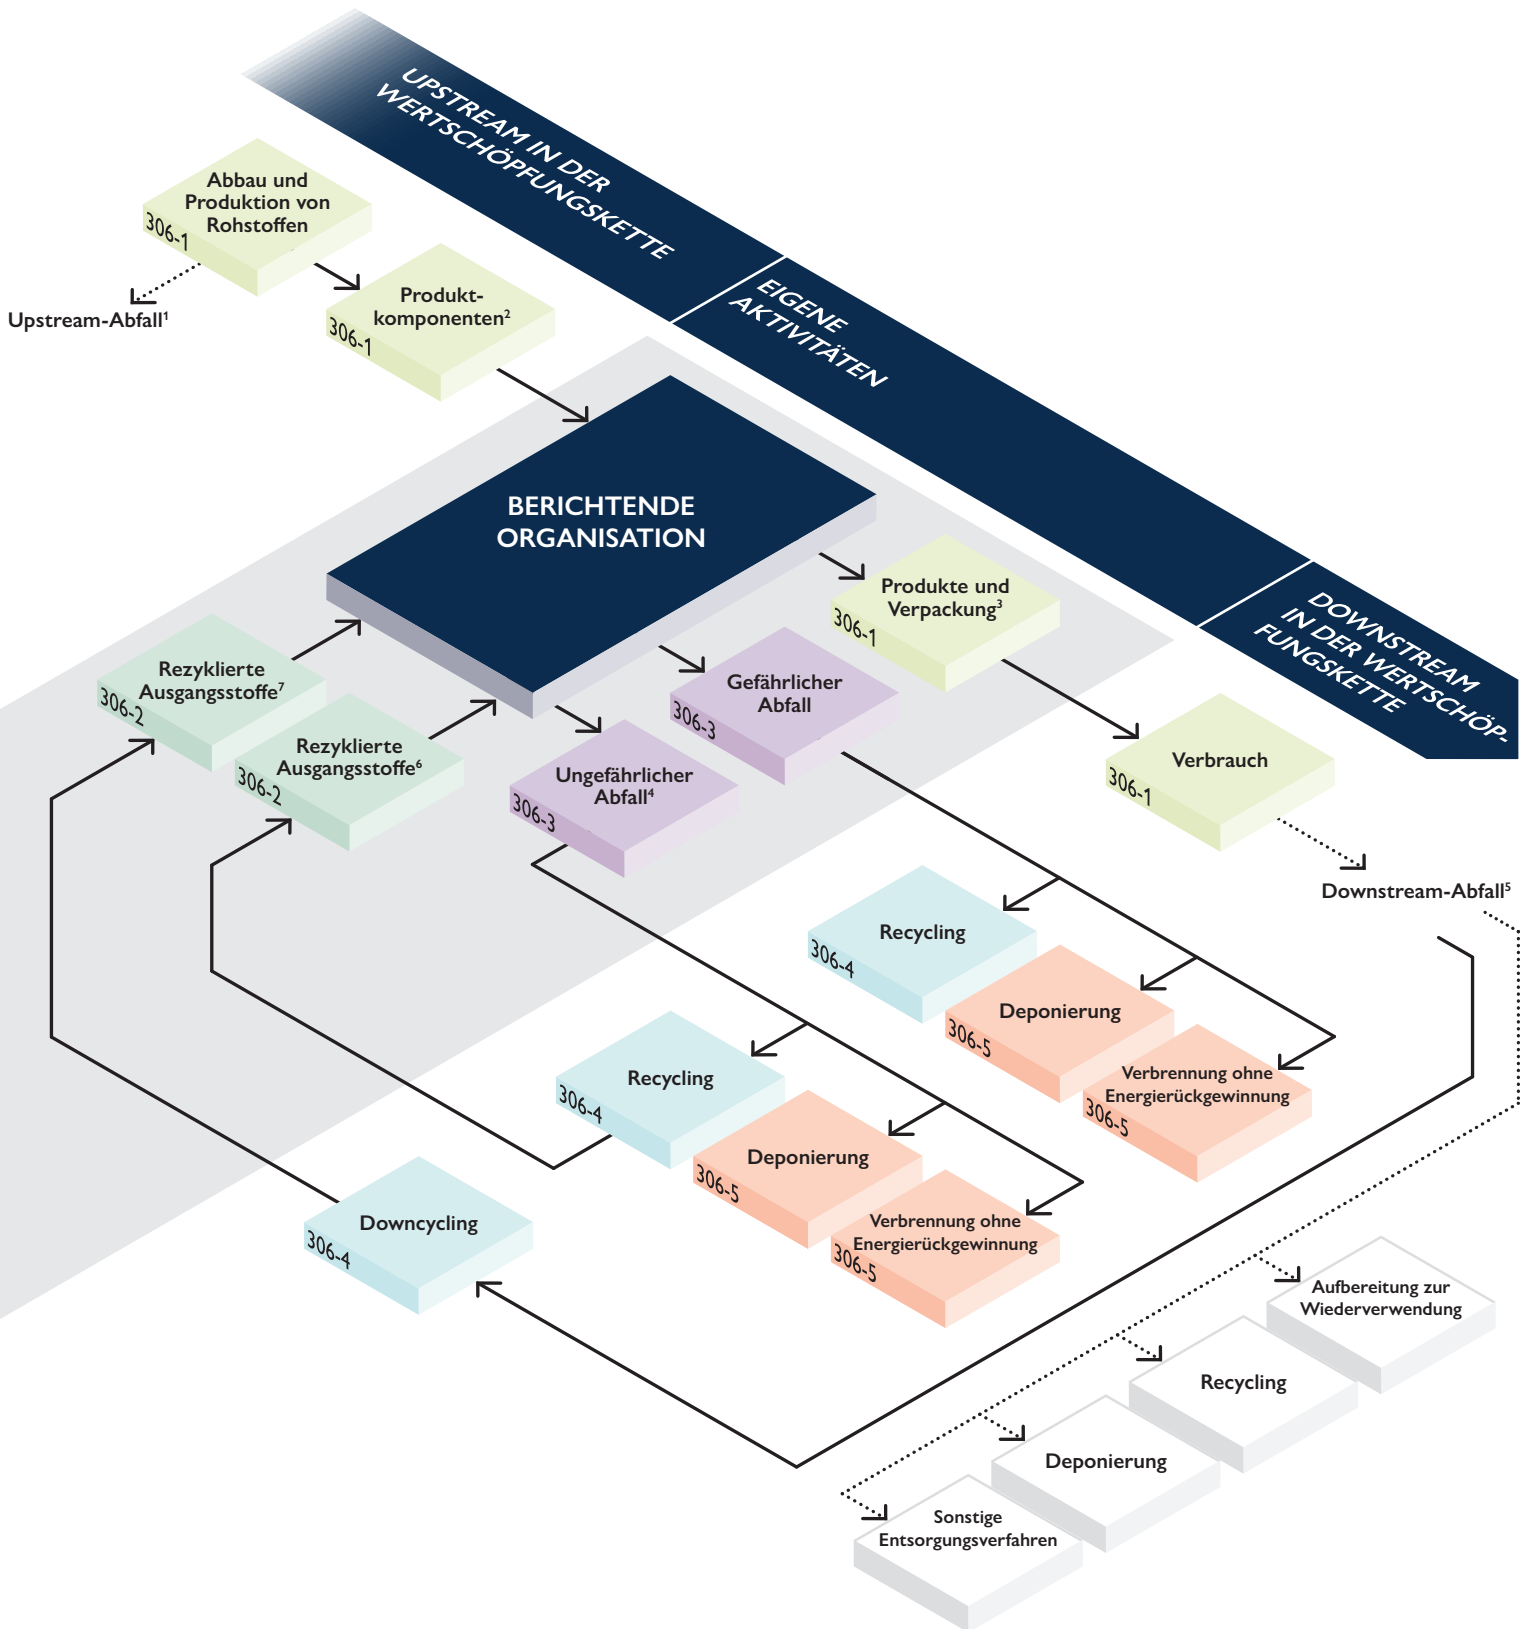 UPSTREAM IN DER
WERTSCHÖPFUNGSKETTE
EIGENE
AKTIVITÄTEN
DOWNSTREAM
IN DER WERTSCHÖP-
FUNGSKETTE
Abbau und
Produktion von
Rohstoffen
306-1
Upstream-Abfall¹
Produkt-
komponenten²
306-1
BERICHTENDE
ORGANISATION
Produkte und
Verpackung³
306-1
Gefährlicher
Abfall
306-3
Ungefährlicher
Abfall⁴
306-3
Rezyklierte
Ausgangsstoffe⁷
306-2
Rezyklierte
Ausgangsstoffe⁶
306-2
Verbrauch
306-1
Downstream-Abfall⁵
Recycling
306-4
Deponierung
306-5
Verbrennung ohne
Energierückgewinnung
306-5
Recycling
306-4
Deponierung
306-5
Verbrennung ohne
Energierückgewinnung
306-5
Downcycling
306-4
Aufbereitung zur
Wiederverwendung
Recycling
Deponierung
Sonstige
Entsorgungsverfahren